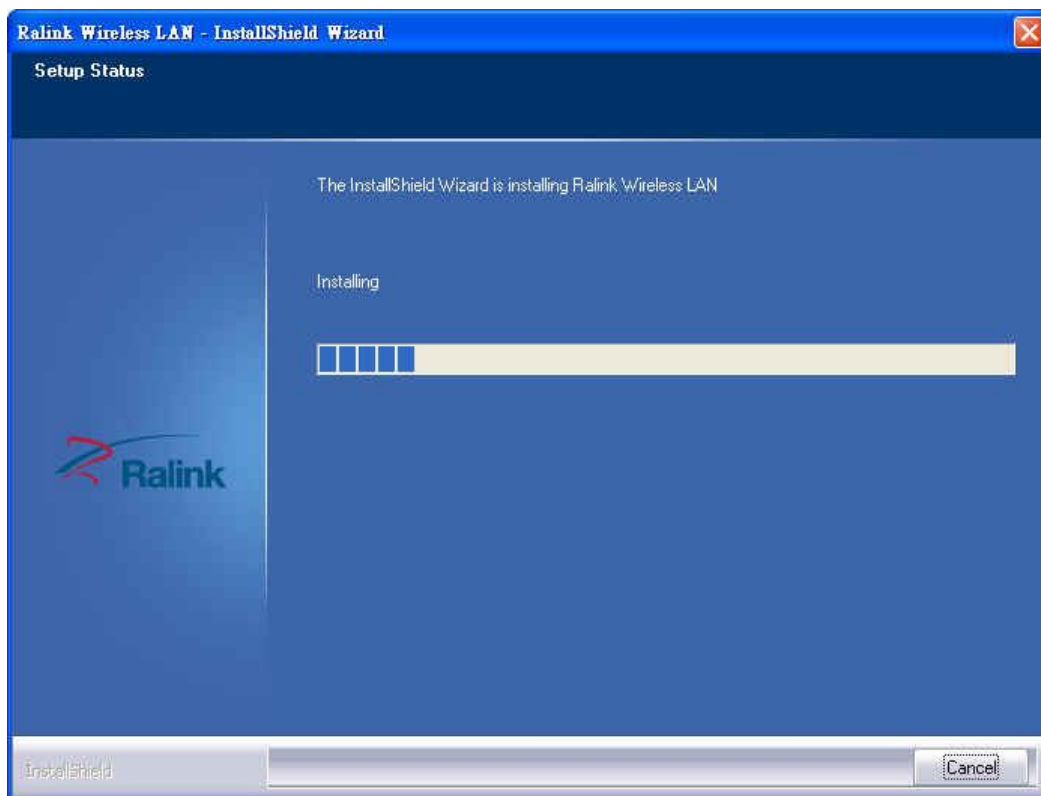 Ralink Wireless LAN - InstallShield Wizard
Setup Status
The InstallShield Wizard is installing Ralink Wireless LAN
Installing
Ralink
InstallShield
Cancel